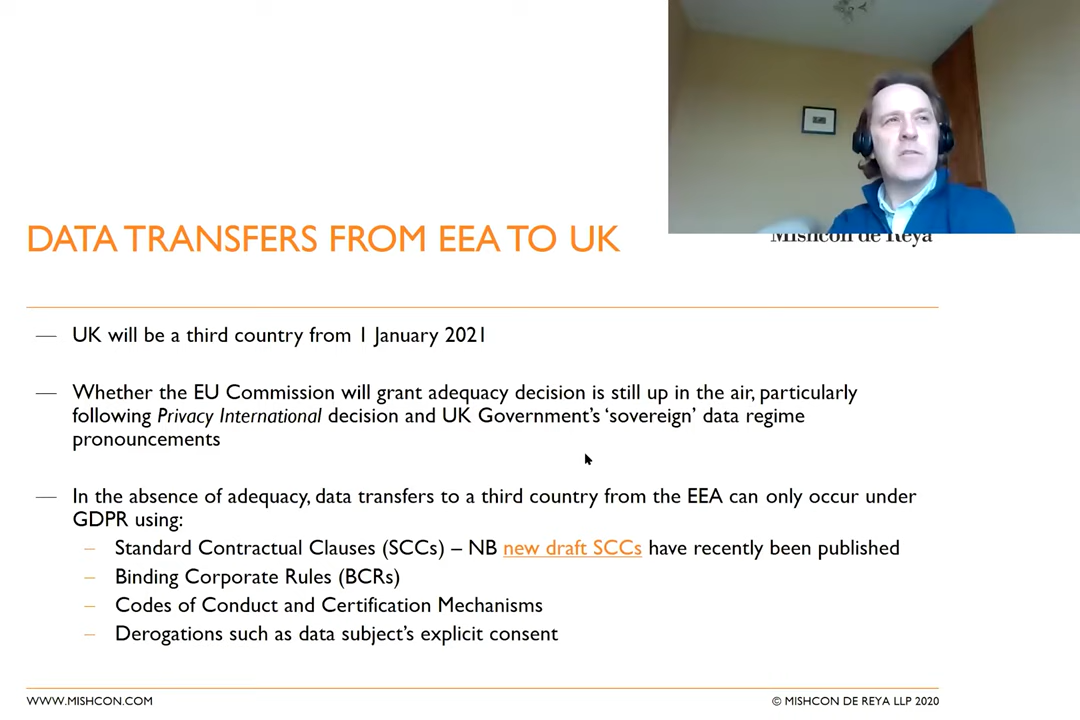 DATA TRANSFERS FROM EEA TO UK
Mishcon de Reya
— UK will be a third country from 1 January 2021
— Whether the EU Commission will grant adequacy decision is still up in the air, particularly
following Privacy International decision and UK Government’s ‘sovereign’ data regime
pronouncements
— In the absence of adequacy, data transfers to a third country from the EEA can only occur under
GDPR using:
– Standard Contractual Clauses (SCCs) – NB new draft SCCs have recently been published
– Binding Corporate Rules (BCRs)
– Codes of Conduct and Certification Mechanisms
– Derogations such as data subject’s explicit consent
WWW.MISHCON.COM
© MISHCON DE REYA LLP 2020